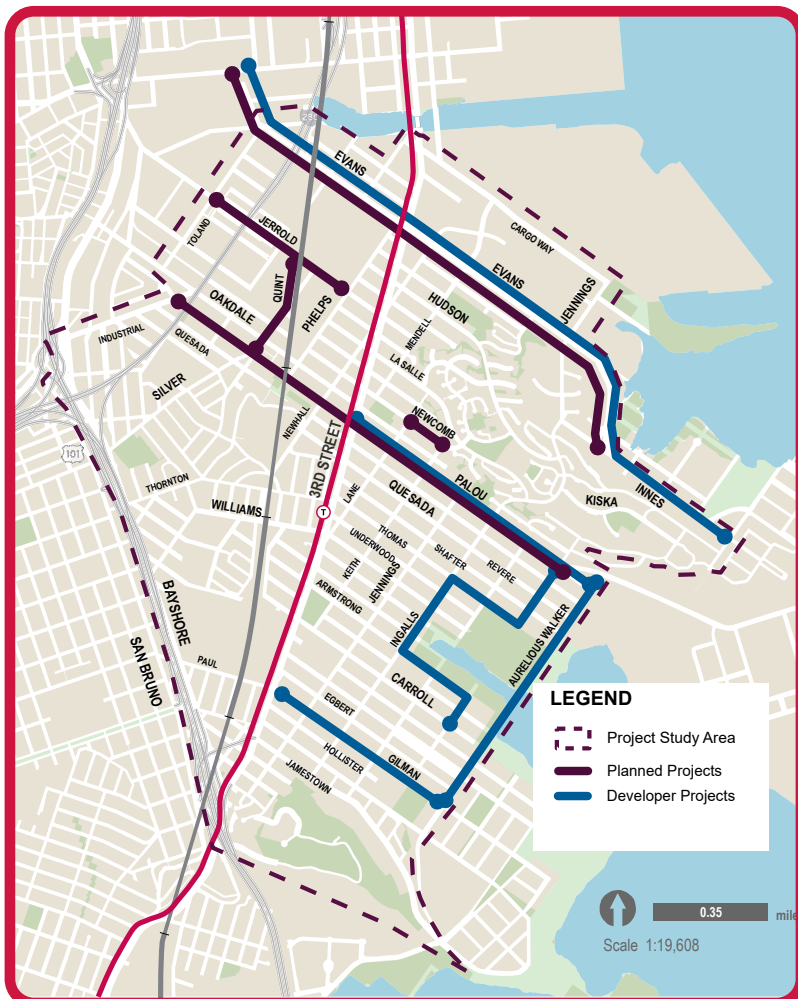 280
EVANS
CARGO WAY
TOLAND
JERROLD
EVANS
JENNINGS
QUINT
OAKDALE
PHELPS
HUDSON
INDUSTRIAL
QUESADA
MENDELL
LA SALLE
SILVER
NEWHALL
NEWCOMB
101
3RD STREET
THORNTON
LANE
QUESADA
PALOU
KISKA
INNES
WILLIAMS
T
THOMAS
UNDERWOOD
SHAFTER
REVERE
KEITH
JENNINGS
ARMSTRONG
BAYSHORE
INGALLS
AURELIOUS WALKER
SAN BRUNO
PAUL
CARROLL
EGBERT
HOLLISTER
GILMAN
JAMESTOWN
LEGEND
Project Study Area
Planned Projects
Developer Projects
0.35
mile
Scale 1:19,608